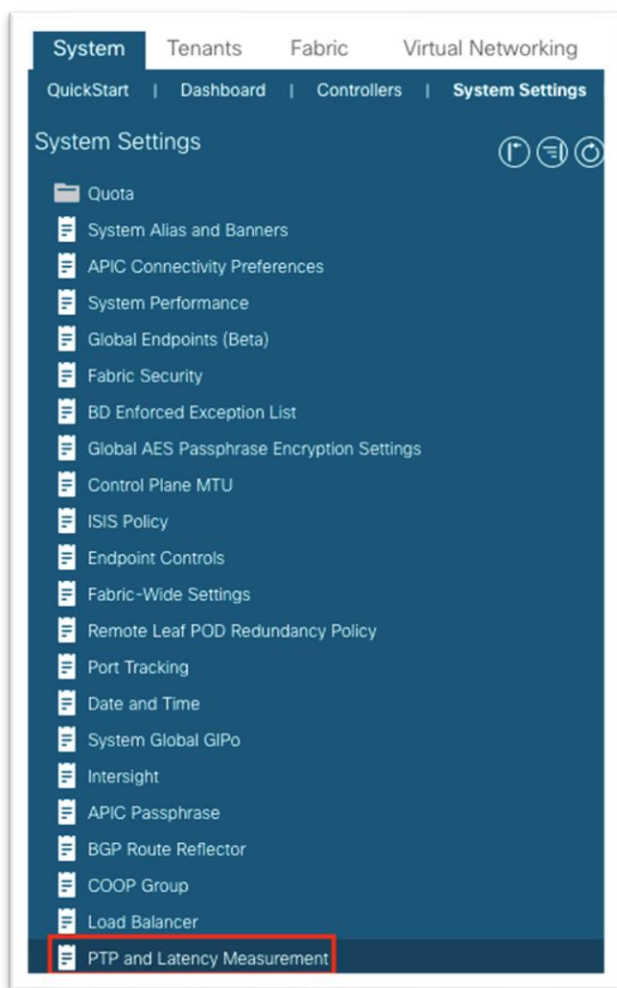 System Tenants Fabric Virtual Networking
QuickStart | Dashboard | Controllers | System Settings
System Settings
Quota
System Alias and Banners
APIC Connectivity Preferences
System Performance
Global Endpoints (Beta)
Fabric Security
BD Enforced Exception List
Global AES Passphrase Encryption Settings
Control Plane MTU
ISIS Policy
Endpoint Controls
Fabric-Wide Settings
Remote Leaf POD Redundancy Policy
Port Tracking
Date and Time
System Global GIPo
Intersight
APIC Passphrase
BGP Route Reflector
COOP Group
Load Balancer
PTP and Latency Measurement